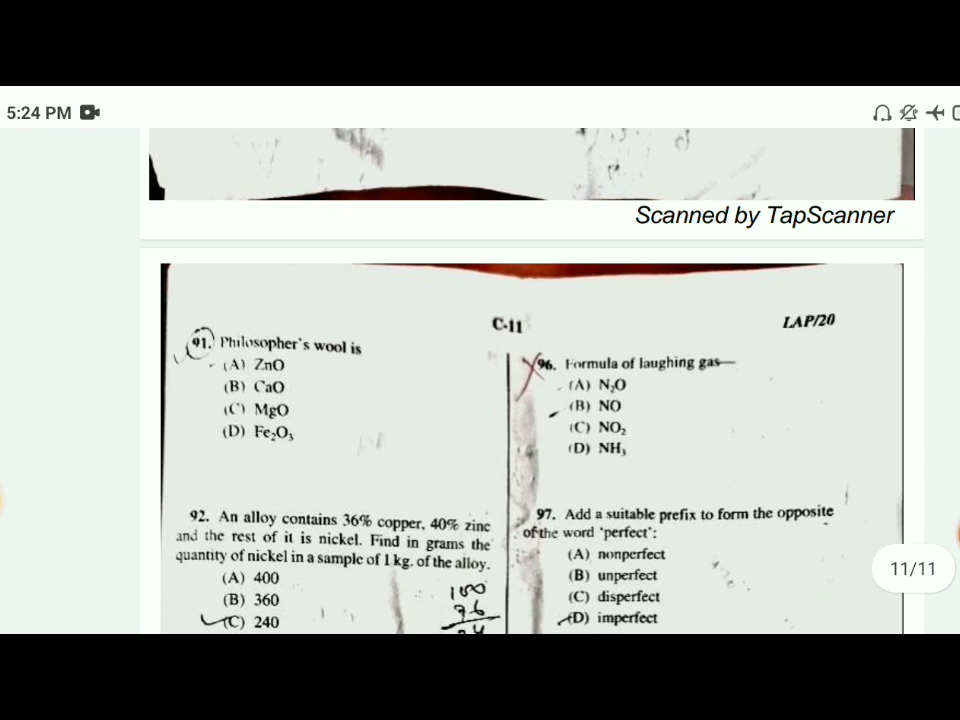 5:24 PM
Scanned by TapScanner
C-11
LAP/20
91. Philosopher's wool is
(A) ZnO
(B) CaO
(C) MgO
(D) Fe₂O₃
92. An alloy contains 36% copper, 40% zinc
and the rest of it is nickel. Find in grams the
quantity of nickel in a sample of 1 kg. of the alloy.
(A) 400
(B) 360
(C) 240
100
76
24
96. Formula of laughing gas—
(A) N₂O
(B) NO
(C) NO₂
(D) NH₃
97. Add a suitable prefix to form the opposite
of the word 'perfect':
(A) nonperfect
(B) unperfect
(C) disperfect
(D) imperfect
11/11